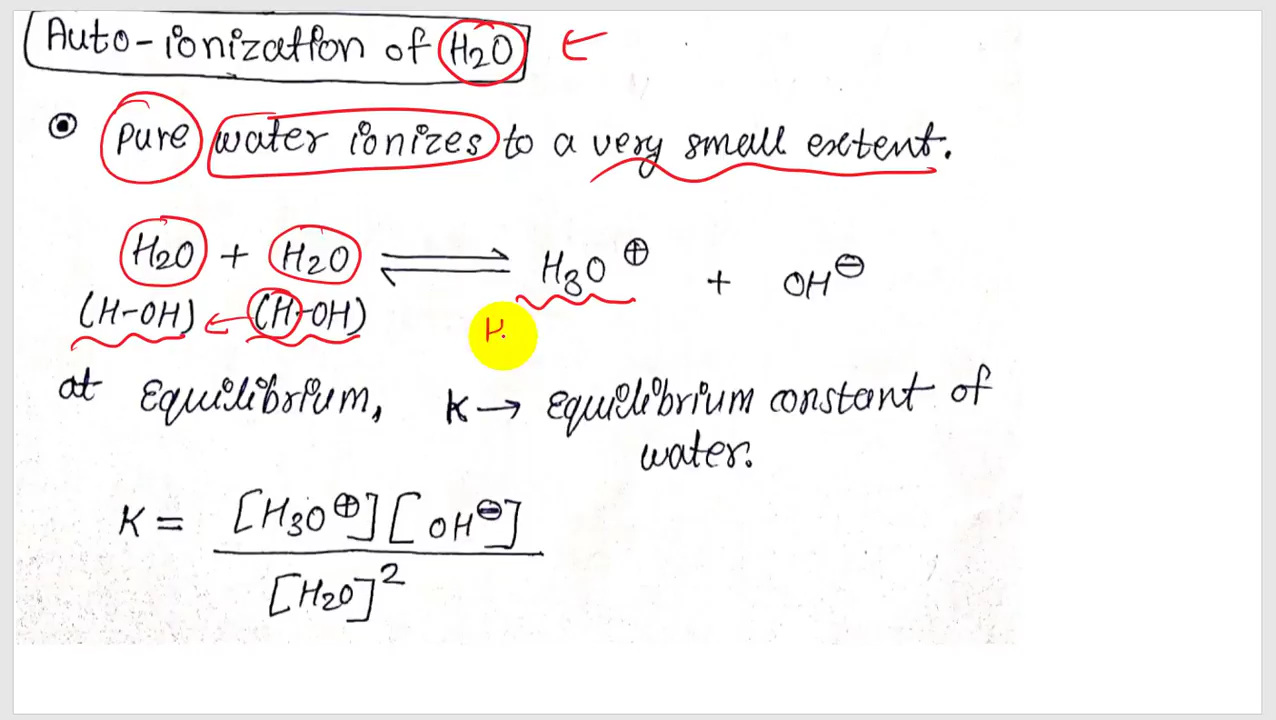 Auto-ionization of H2O ←
pure water ionizes to a very small extent.
H2O + H2O ⇌ H3O⊕ + OH⊖
(H-OH) ← (H-OH) H.
at equilibrium, K → equilibrium constant of
water.
K = [H3O⊕][OH⊖]
[H2O]²